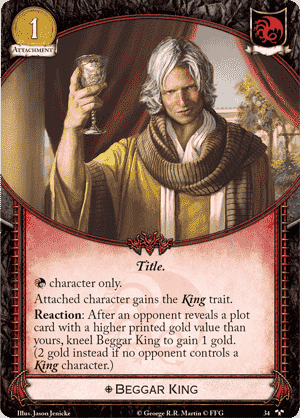 1
ATTACHMENT
Title.
character only.
Attached character gains the King trait.
Reaction: After an opponent reveals a plot
card with a higher printed gold value than
yours, kneel Beggar King to gain 1 gold.
(2 gold instead if no opponent controls a
King character.)
BEGGAR KING
Illus. Jason Jenicke
© George R.R. Martin © FFG
34